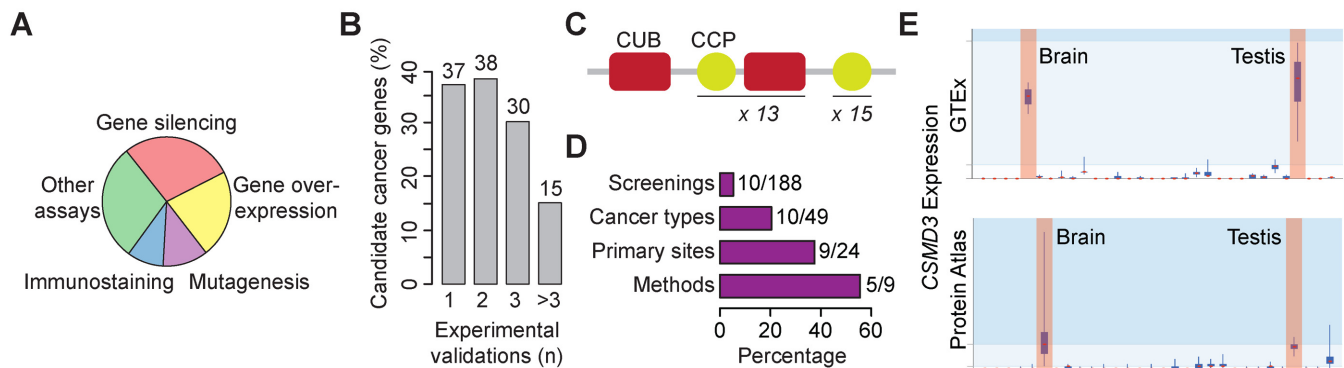 A
Gene silencing
Other
assays
Gene over-
expression
Immunostaining
Mutagenesis
B
Candidate cancer genes (%)
40
30
20
10
0
37
38
30
15
1
2
3
>3
Experimental
validations (n)
C
CUB
CCP
x 13
x 15
D
Screenings
10/188
Cancer types
10/49
Primary sites
9/24
Methods
5/9
0
20
40
60
Percentage
E
CSMD3 Expression
GTEx
Brain
Testis
Protein Atlas
Brain
Testis